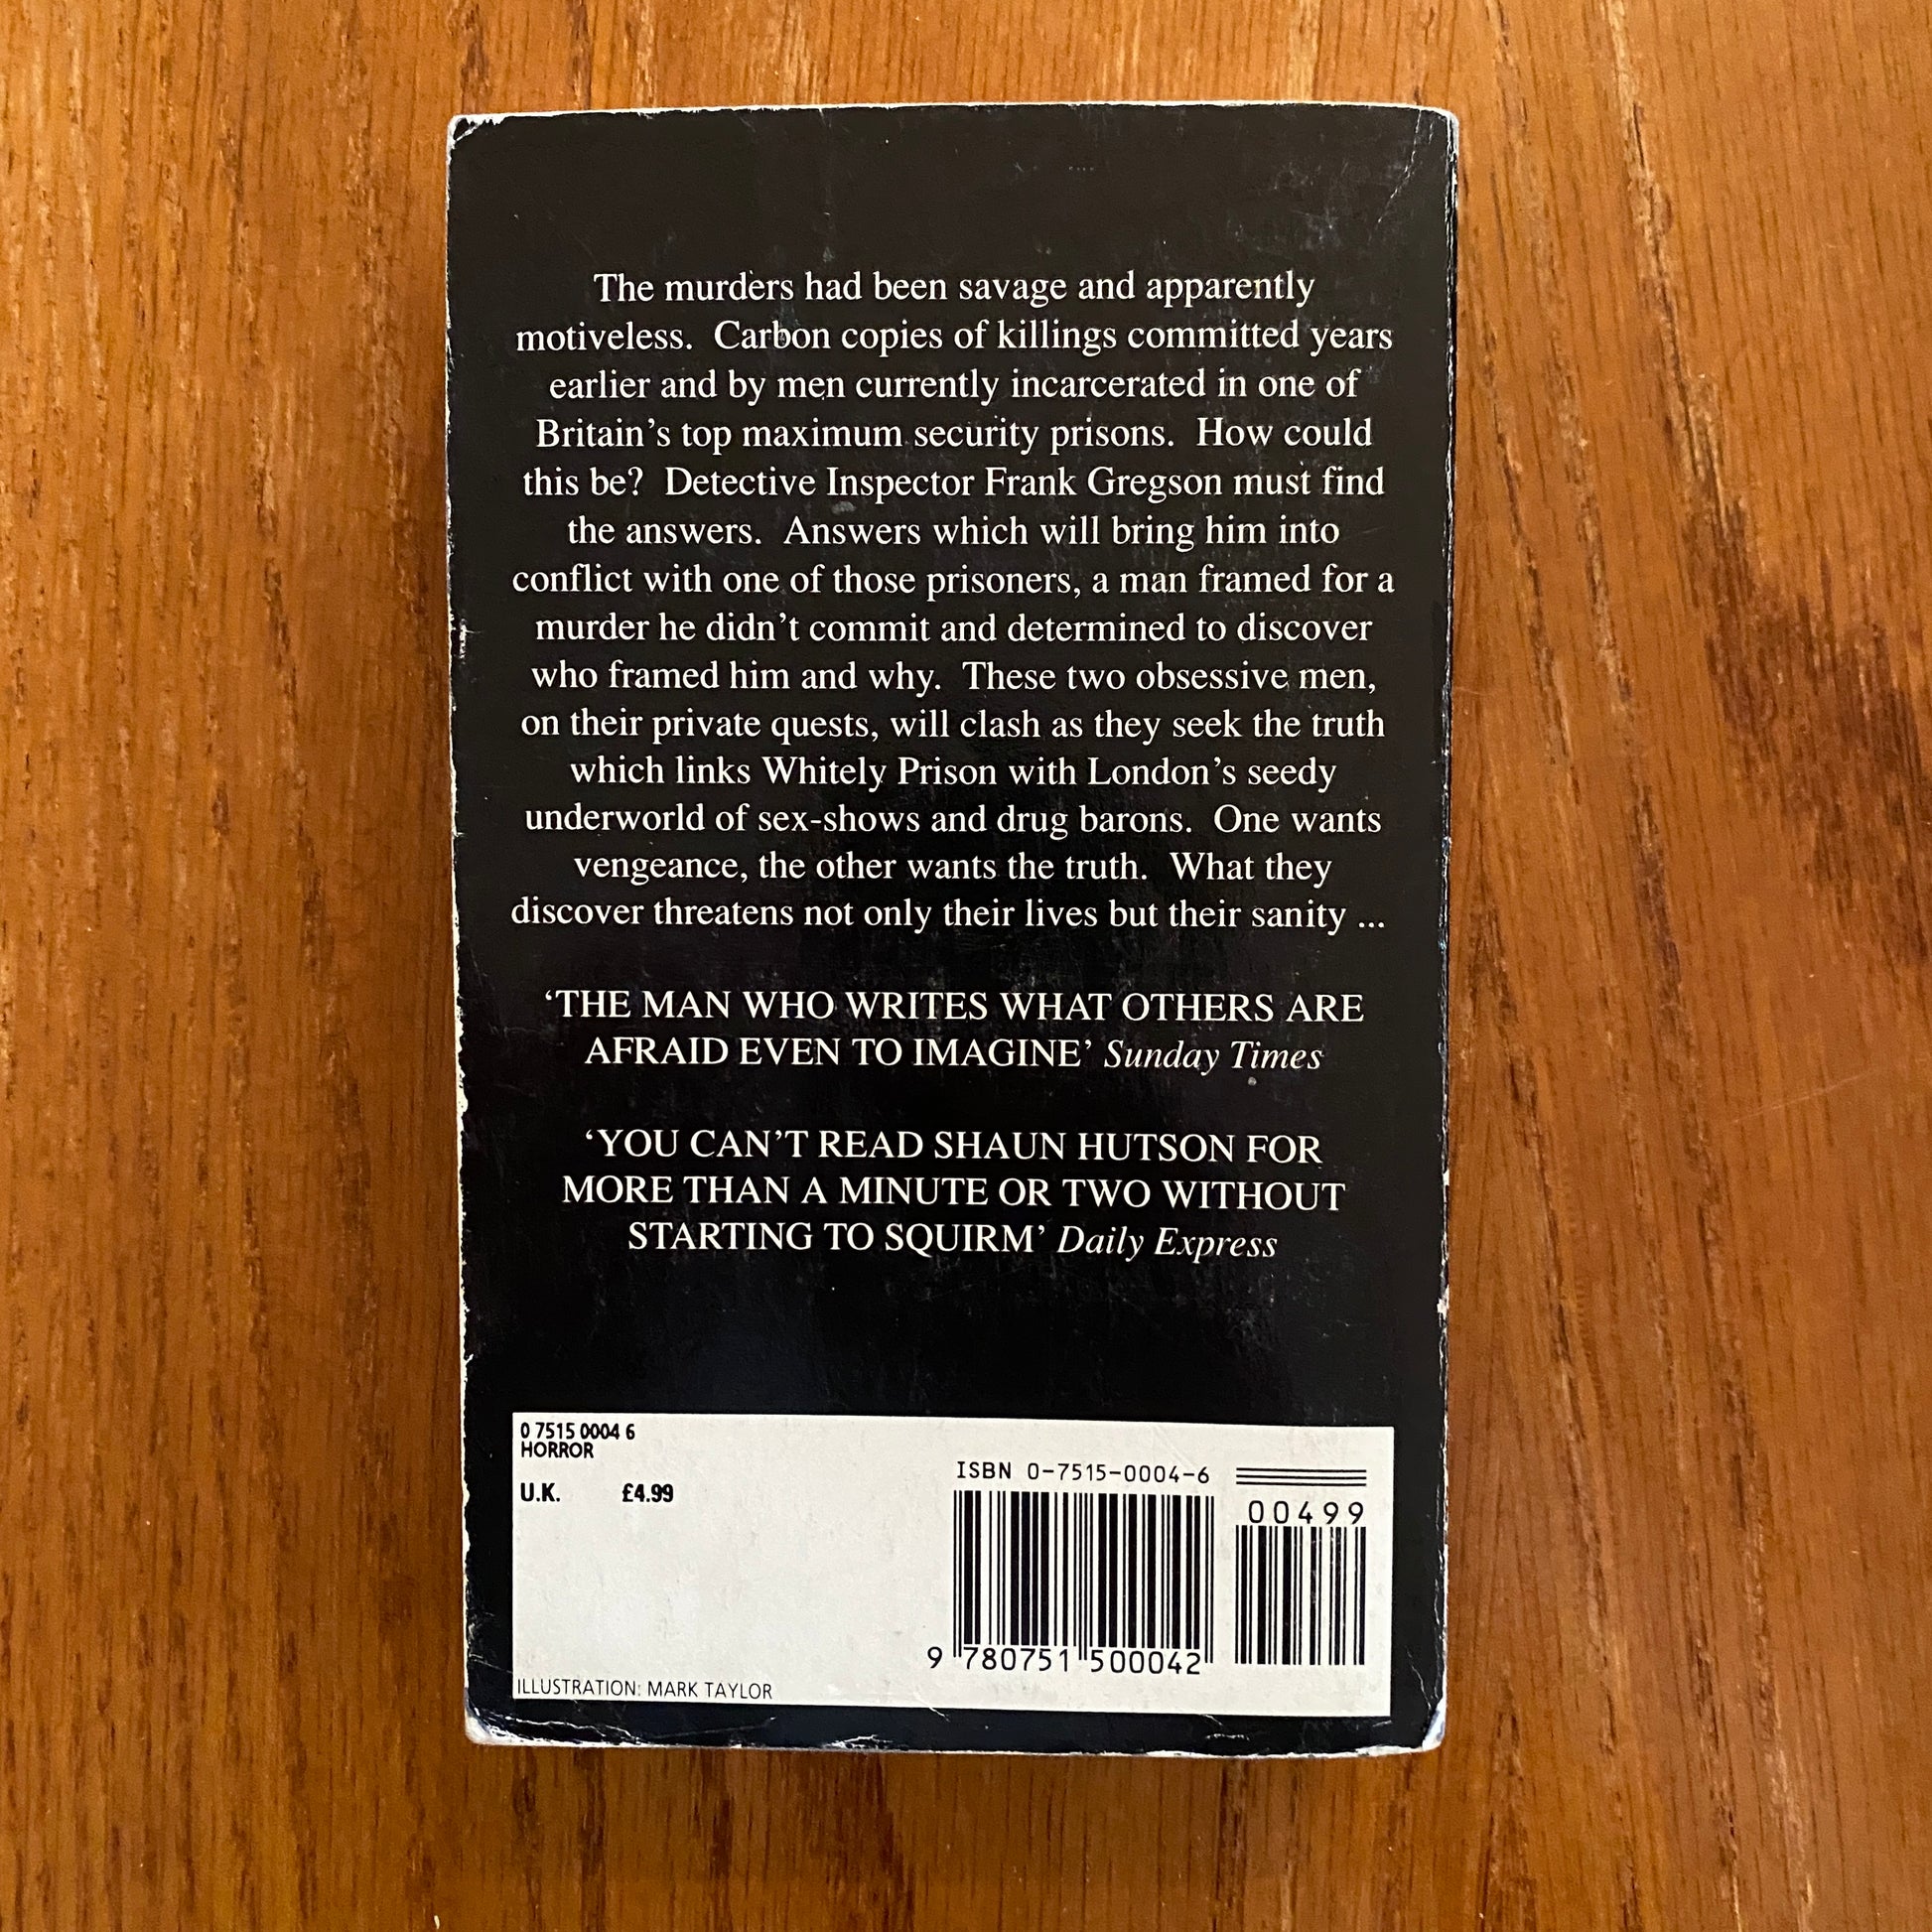 The murders had been savage and apparently
motiveless.  Carbon copies of killings committed years
earlier and by men currently incarcerated in one of
Britain’s top maximum security prisons.  How could
this be?  Detective Inspector Frank Gregson must find
the answers.  Answers which will bring him into
conflict with one of those prisoners, a man framed for a
murder he didn’t commit and determined to discover
who framed him and why.  These two obsessive men,
on their private quests, will clash as they seek the truth
which links Whitely Prison with London’s seedy
underworld of sex-shows and drug barons.  One wants
vengeance, the other wants the truth.  What they
discover threatens not only their lives but their sanity ...
‘THE MAN WHO WRITES WHAT OTHERS ARE
AFRAID EVEN TO IMAGINE’ Sunday Times
‘YOU CAN’T READ SHAUN HUTSON FOR
MORE THAN A MINUTE OR TWO WITHOUT
STARTING TO SQUIRM’ Daily Express
0 7515 0004 6
HORROR
U.K. £4.99
ISBN 0-7515-0004-6
00499
9 780751 500042
ILLUSTRATION: MARK TAYLOR